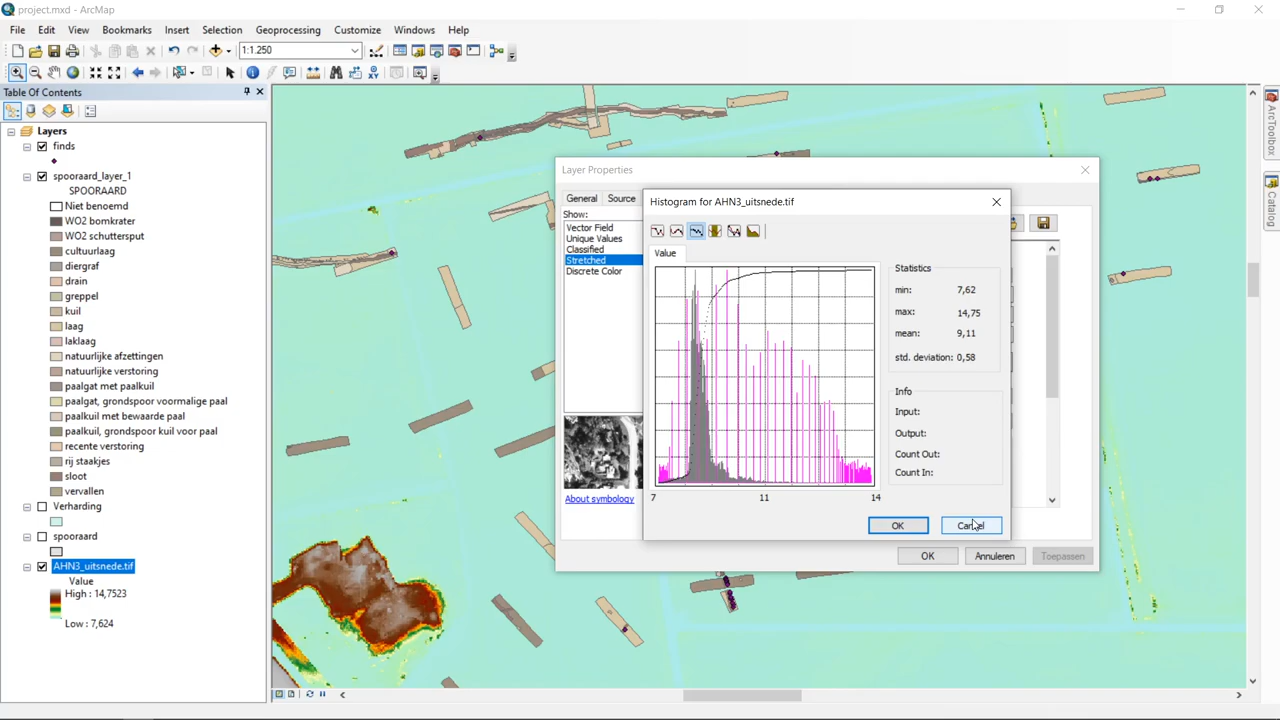 project.mxd - ArcMap
File Edit View Bookmarks Insert Selection Geoprocessing Customize Windows Help
1:1.250
Table Of Contents
Layers
finds
spooraard_layer_1
SPOORAARD
Niet benoemd
WO2 bomkrater
WO2 schuttersput
cultuurlaag
diergraf
drain
greppel
kuil
laag
laklaag
natuurlijke afzettingen
natuurlijke verstoring
paalgat met paalkuil
paalgat, grondspoor voormalige paal
paalkuil met bewaarde paal
paalkuil, grondspoor kuil voor paal
recente verstoring
rij staakjes
sloot
vervallen
Verharding
spooraard
AHN3_uitsnede.tif
Value
High : 14,7523
Low : 7,624
Layer Properties
General Source
Show:
Vector Field
Unique Values
Classified
Stretched
Discrete Color
About symbology
Histogram for AHN3_uitsnede.tif
Value
7 11 14
Statistics
min: 7,62
max: 14,75
mean: 9,11
std. deviation: 0,58
Info
Input:
Output:
Count Out:
Count In:
OK Cancel
OK Annuleren Toepassen
ArcToolbox
Catalog